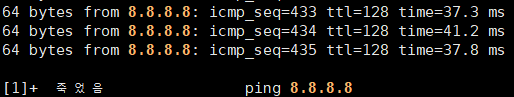 64 bytes from 8.8.8.8: icmp_seq=433 ttl=128 time=37.3 ms
64 bytes from 8.8.8.8: icmp_seq=434 ttl=128 time=41.2 ms
64 bytes from 8.8.8.8: icmp_seq=435 ttl=128 time=37.8 ms
[1]+ 죽었음 ping 8.8.8.8